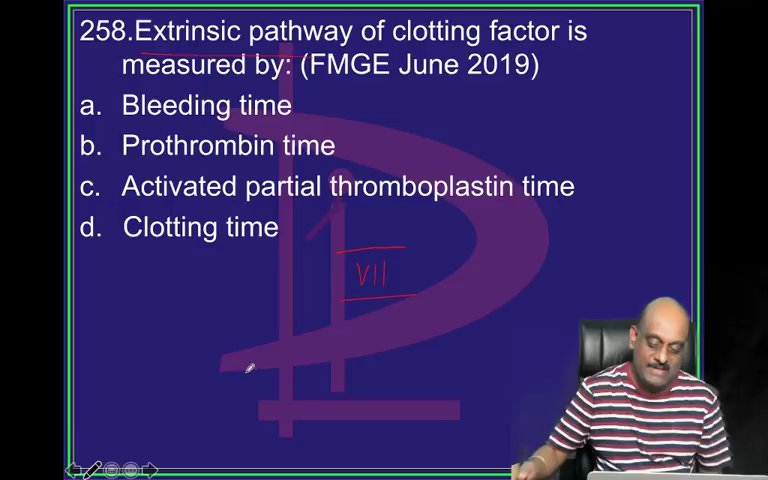 258.Extrinsic pathway of clotting factor is
measured by: (FMGE June 2019)
a. Bleeding time
b. Prothrombin time
c. Activated partial thromboplastin time
d. Clotting time
VII